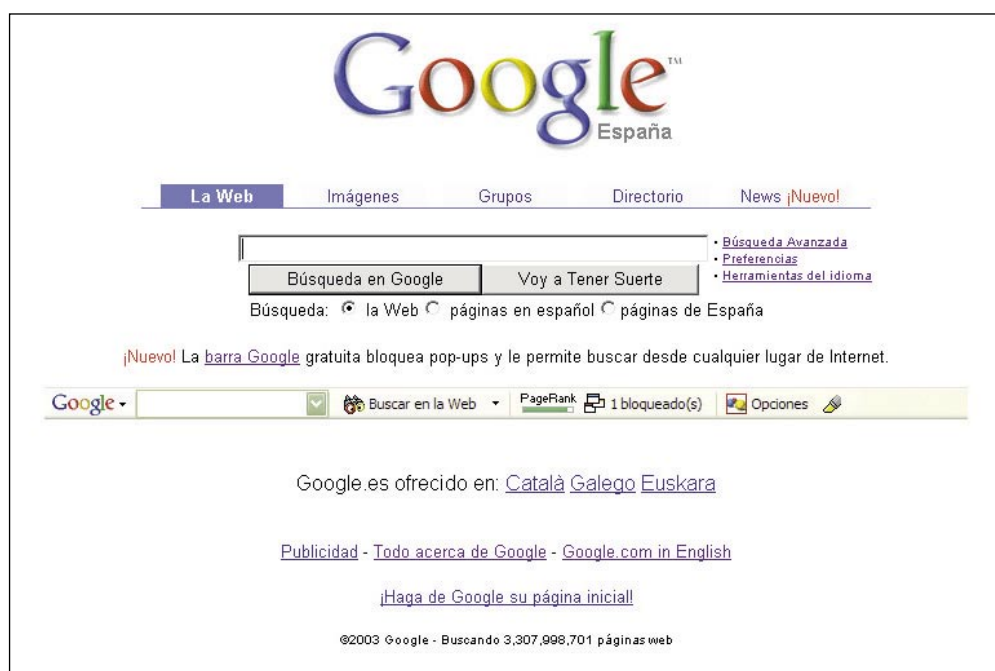 Google™
España
La Web Imágenes Grupos Directorio News ¡Nuevo!
• Búsqueda Avanzada
• Preferencias
• Herramientas del idioma
Búsqueda en Google Voy a Tener Suerte
Búsqueda: la Web páginas en español páginas de España
¡Nuevo! La barra Google gratuita bloquea pop-ups y le permite buscar desde cualquier lugar de Internet.
Google Buscar en la Web PageRank 1 bloqueado(s) Opciones
Google.es ofrecido en: Català Galego Euskara
Publicidad - Todo acerca de Google - Google.com in English
¡Haga de Google su página inicial!
©2003 Google - Buscando 3,307,998,701 páginas web